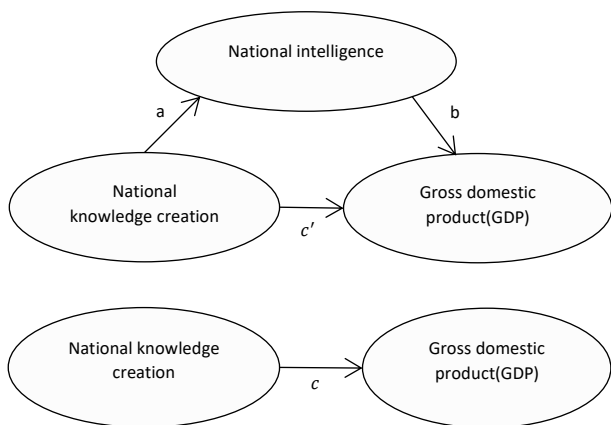 National intelligence
a
b
National
knowledge creation
Gross domestic
product(GDP)
c′
National knowledge
creation
Gross domestic
product(GDP)
c